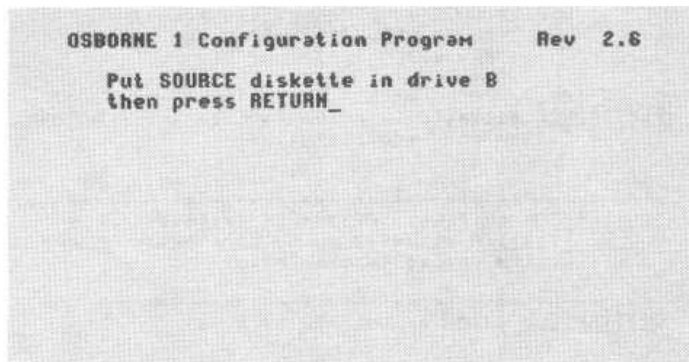 OSBORNE 1 Configuration Program Rev 2.6
Put SOURCE diskette in drive B
then press RETURN_